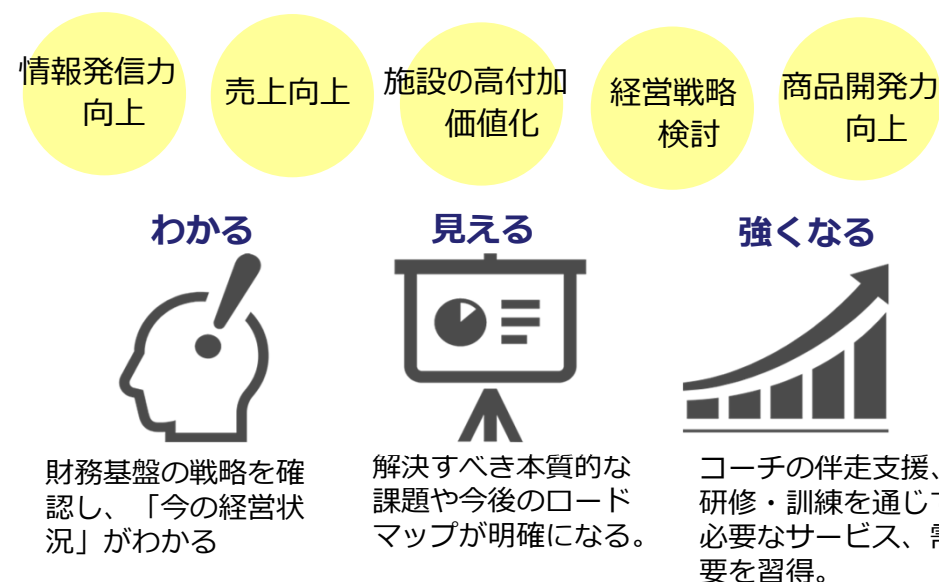 情報発信力
向上
売上向上
施設の高付加
価値化
経営戦略
検討
商品開発力
向上
わかる
見える
強くなる
財務基盤の戦略を確
認し、「今の経営状
況」がわかる
解決すべき本質的な
課題や今後のロード
マップが明確になる。
コーチの伴走支援、
研修・訓練を通じて
必要なサービス、需
要を習得。